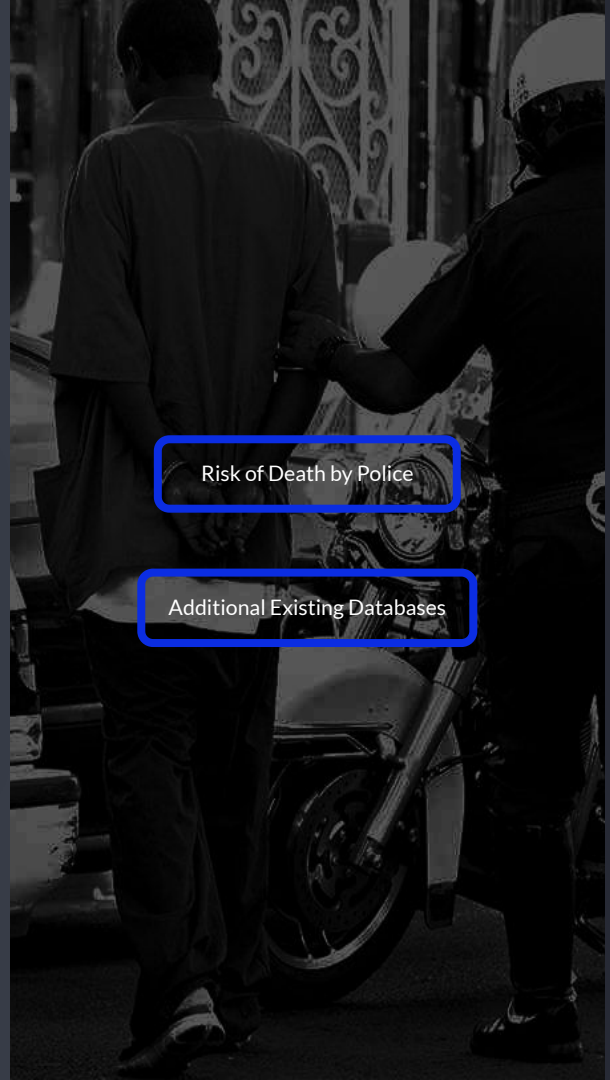 Risk of Death by Police
Additional Existing Databases